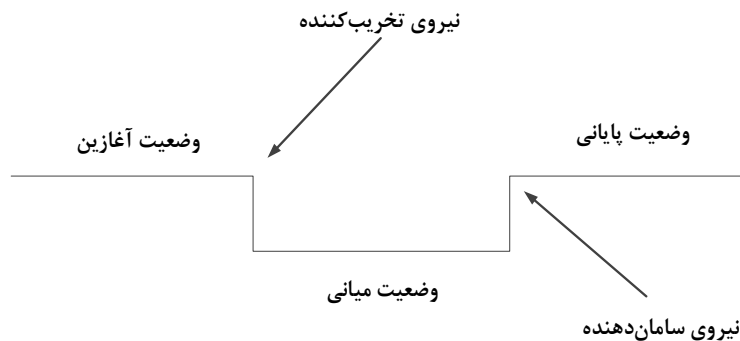 نیروی تخریب‌کننده
وضعیت پایانی
وضعیت آغازین
وضعیت میانی
نیروی سامان‌دهنده